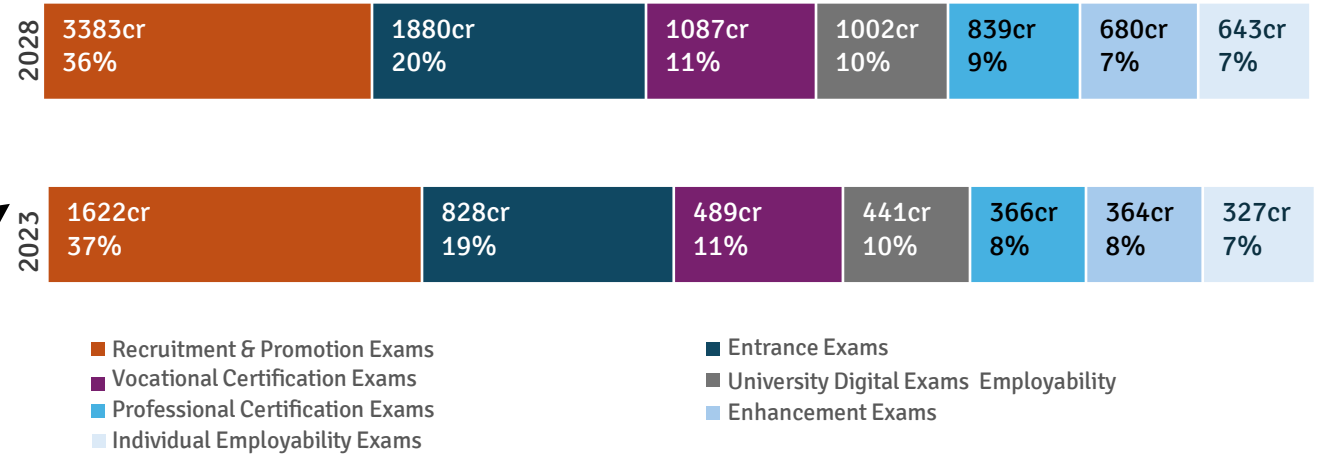 2028
3383cr 1880cr 1087cr 1002cr 839cr 680cr 643cr
36% 20% 11% 10% 9% 7% 7%
2023
1622cr 828cr 489cr 441cr 366cr 364cr 327cr
37% 19% 11% 10% 8% 8% 7%
Recruitment & Promotion Exams
Vocational Certification Exams
Professional Certification Exams
Individual Employability Exams
Entrance Exams
University Digital Exams Employability
Enhancement Exams